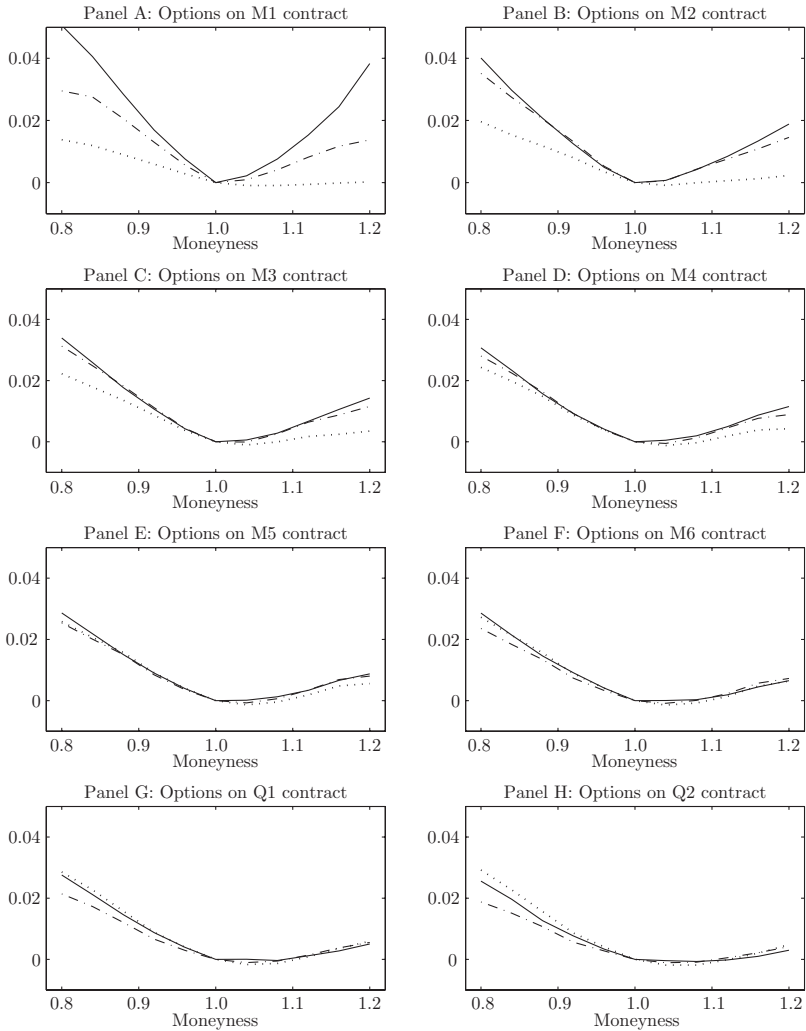 Panel A: Options on M1 contract
0.04
0.02
0
0.8 0.9 1.0 1.1 1.2
Moneyness
Panel B: Options on M2 contract
0.04
0.02
0
0.8 0.9 1.0 1.1 1.2
Moneyness
Panel C: Options on M3 contract
0.04
0.02
0
0.8 0.9 1.0 1.1 1.2
Moneyness
Panel D: Options on M4 contract
0.04
0.02
0
0.8 0.9 1.0 1.1 1.2
Moneyness
Panel E: Options on M5 contract
0.04
0.02
0
0.8 0.9 1.0 1.1 1.2
Moneyness
Panel F: Options on M6 contract
0.04
0.02
0
0.8 0.9 1.0 1.1 1.2
Moneyness
Panel G: Options on Q1 contract
0.04
0.02
0
0.8 0.9 1.0 1.1 1.2
Moneyness
Panel H: Options on Q2 contract
0.04
0.02
0
0.8 0.9 1.0 1.1 1.2
Moneyness